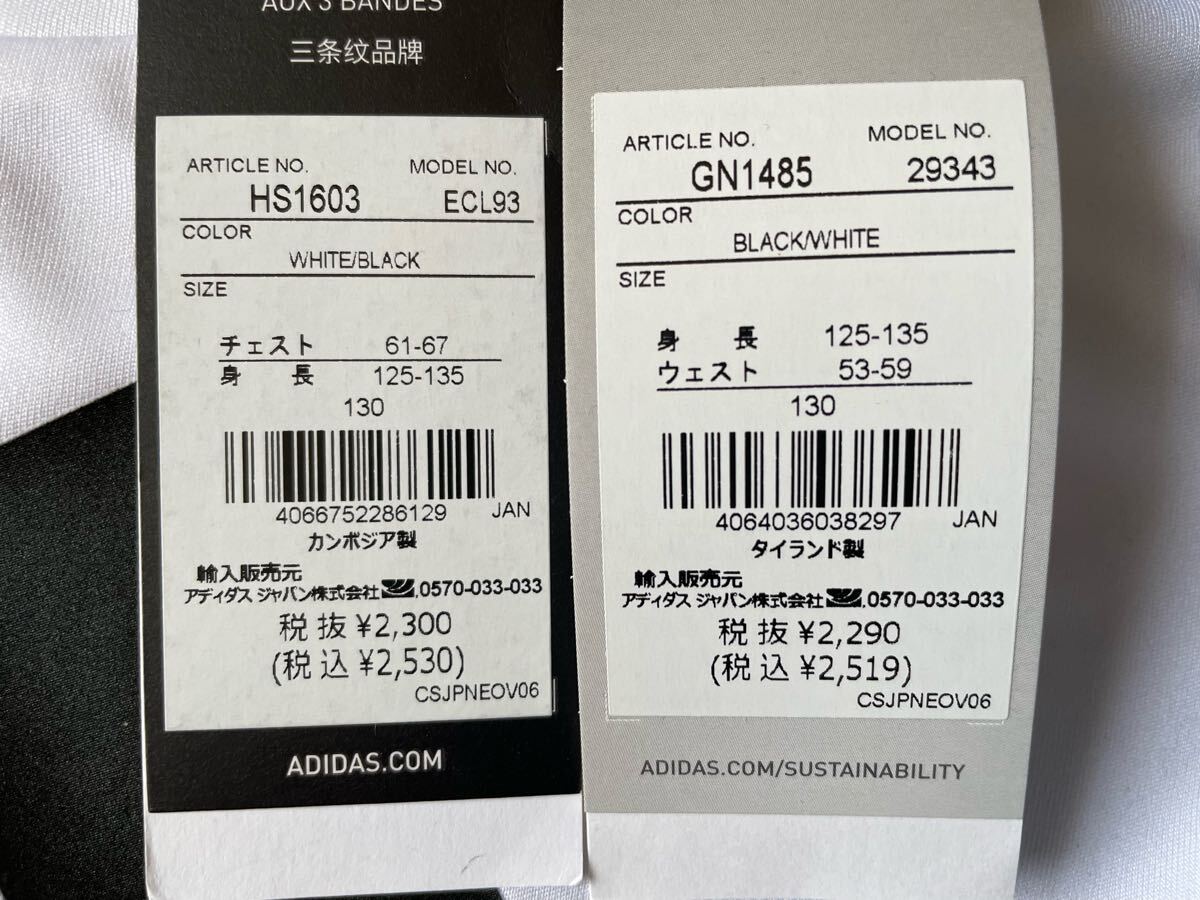 AUX 3 BANDES
三条纹品牌
ARTICLE NO. MODEL NO.
HS1603 ECL93
COLOR
WHITE/BLACK
SIZE
チェスト 61-67
身長 125-135
130
4066752286129 JAN
カンボジア製
輸入販売元
アディダス ジャパン株式会社 0570-033-033
税抜 ¥2,300
(税込 ¥2,530)
CSJPNEOV06
ADIDAS.COM
ARTICLE NO. MODEL NO.
GN1485 29343
COLOR
BLACK/WHITE
SIZE
身長 125-135
ウェスト 53-59
130
4064036038297 JAN
タイランド製
輸入販売元
アディダス ジャパン株式会社 0570-033-033
税抜 ¥2,290
(税込 ¥2,519)
CSJPNEOV06
ADIDAS.COM/SUSTAINABILITY